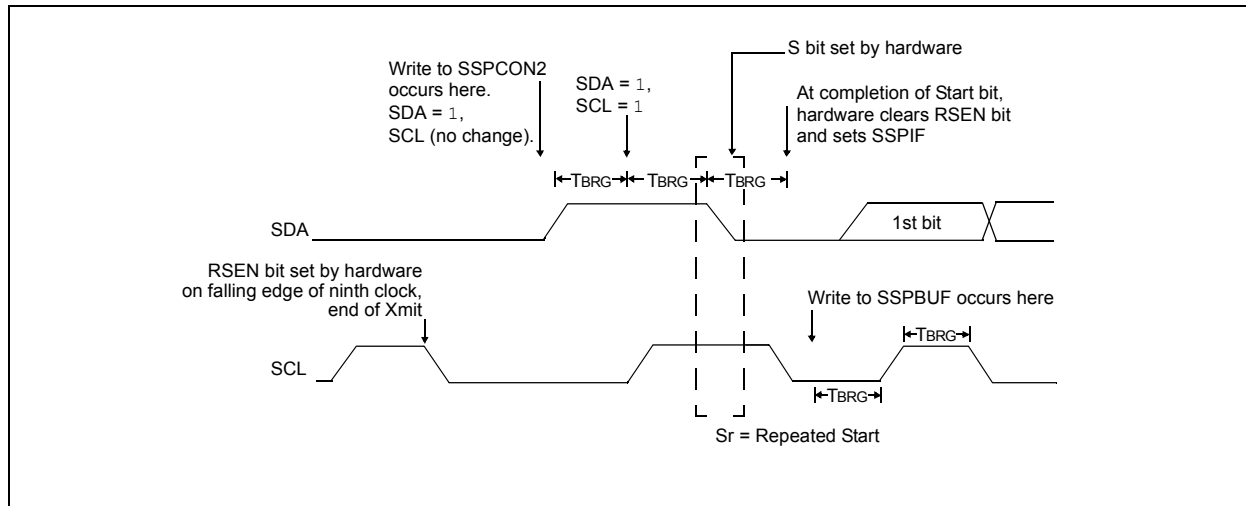 S bit set by hardware
Write to SSPCON2
occurs here.
SDA = 1,
SCL (no change).
SDA = 1,
SCL = 1
At completion of Start bit,
hardware clears RSEN bit
and sets SSPIF
TBRG
TBRG
TBRG
SDA
1st bit
RSEN bit set by hardware
on falling edge of ninth clock,
end of Xmit
Write to SSPBUF occurs here
TBRG
SCL
TBRG
Sr = Repeated Start